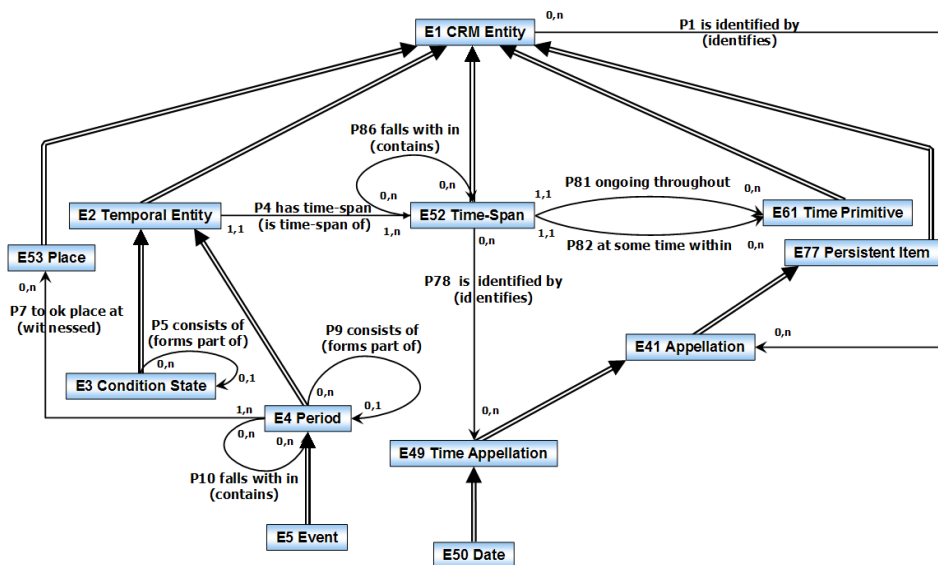 0,n
P1 is identified by
(identifies)
E1 CRM Entity
P86 falls with in
(contains)
0,n
0,n
P81 ongoing throughout
1,1
0,n
E2 Temporal Entity
P4 has time-span
(is time-span of)
1,1
1,n
E52 Time-Span
E61 Time Primitive
1,1
P82 at some time within
0,n
0,n
E53 Place
E77 Persistent Item
0,n
P78 is identified by
(identifies)
P7 to ok place at
(witnessed)
P5 consists of
(forms part of)
P9 consists of
(forms part of)
0,n
E41 Appellation
0,n
0,1
E3 Condition State
0,n
0,1
1,n
E4 Period
0,n
0,n
0,n
E49 Time Appellation
P10 falls with in
(contains)
E5 Event
E50 Date